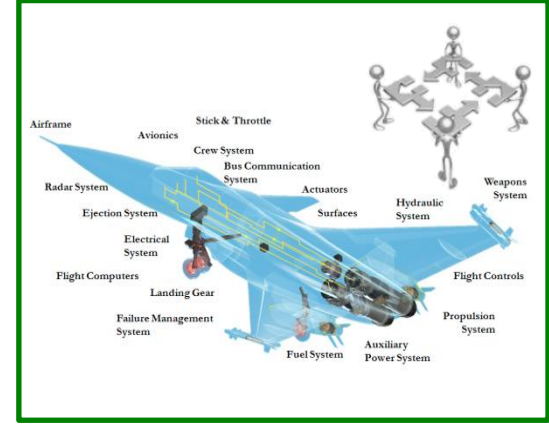 Stick & Throttle
Airframe
Avionics
Crew System
Bus Communication
System
Radar System
Actuators
Weapons
System
Hydraulic
System
Ejection System
Surfaces
Electrical
System
Flight Computers
Flight Controls
Landing Gear
Failure Management
System
Propulsion
System
Fuel System
Auxiliary
Power System